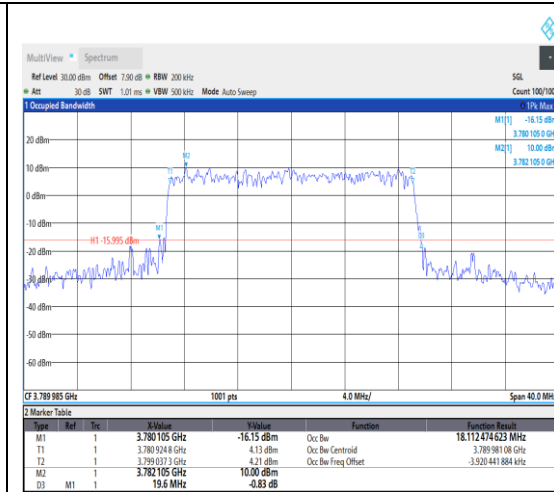 MultiView Spectrum
Ref Level 30.00 dBm Offset 7.90 dB RBW 200 kHz SGL
Att 30 dB SWT 1.01 ms VBW 500 kHz Mode Auto Sweep Count 100/100
1 Occupied Bandwidth 1Pk Max
M1[1] -16.15 dBm
3.780 105 0 GHz
M2[1] 10.00 dBm
3.782 105 0 GHz
20 dBm
10 dBm
0 dBm
-10 dBm
-20 dBm
-30 dBm
-40 dBm
-50 dBm
-60 dBm
T1 M2 T2
M1 D3
H1 -15.995 dBm
CF 3.789 985 GHz 1001 pts 4.0 MHz/ Span 40.0 MHz
2 Marker Table
Type Ref Trc X-Value Y-Value Function Function Result
M1 1 3.780 105 GHz -16.15 dBm Occ Bw 18.112 474 623 MHz
T1 1 3.780 924 8 GHz 4.13 dBm Occ Bw Centroid 3.789 981 08 GHz
T2 1 3.799 037 3 GHz 4.21 dBm Occ Bw Freq Offset -3.920 441 884 kHz
M2 1 3.782 105 GHz 10.00 dBm
D3 M1 1 19.6 MHz -0.83 dB